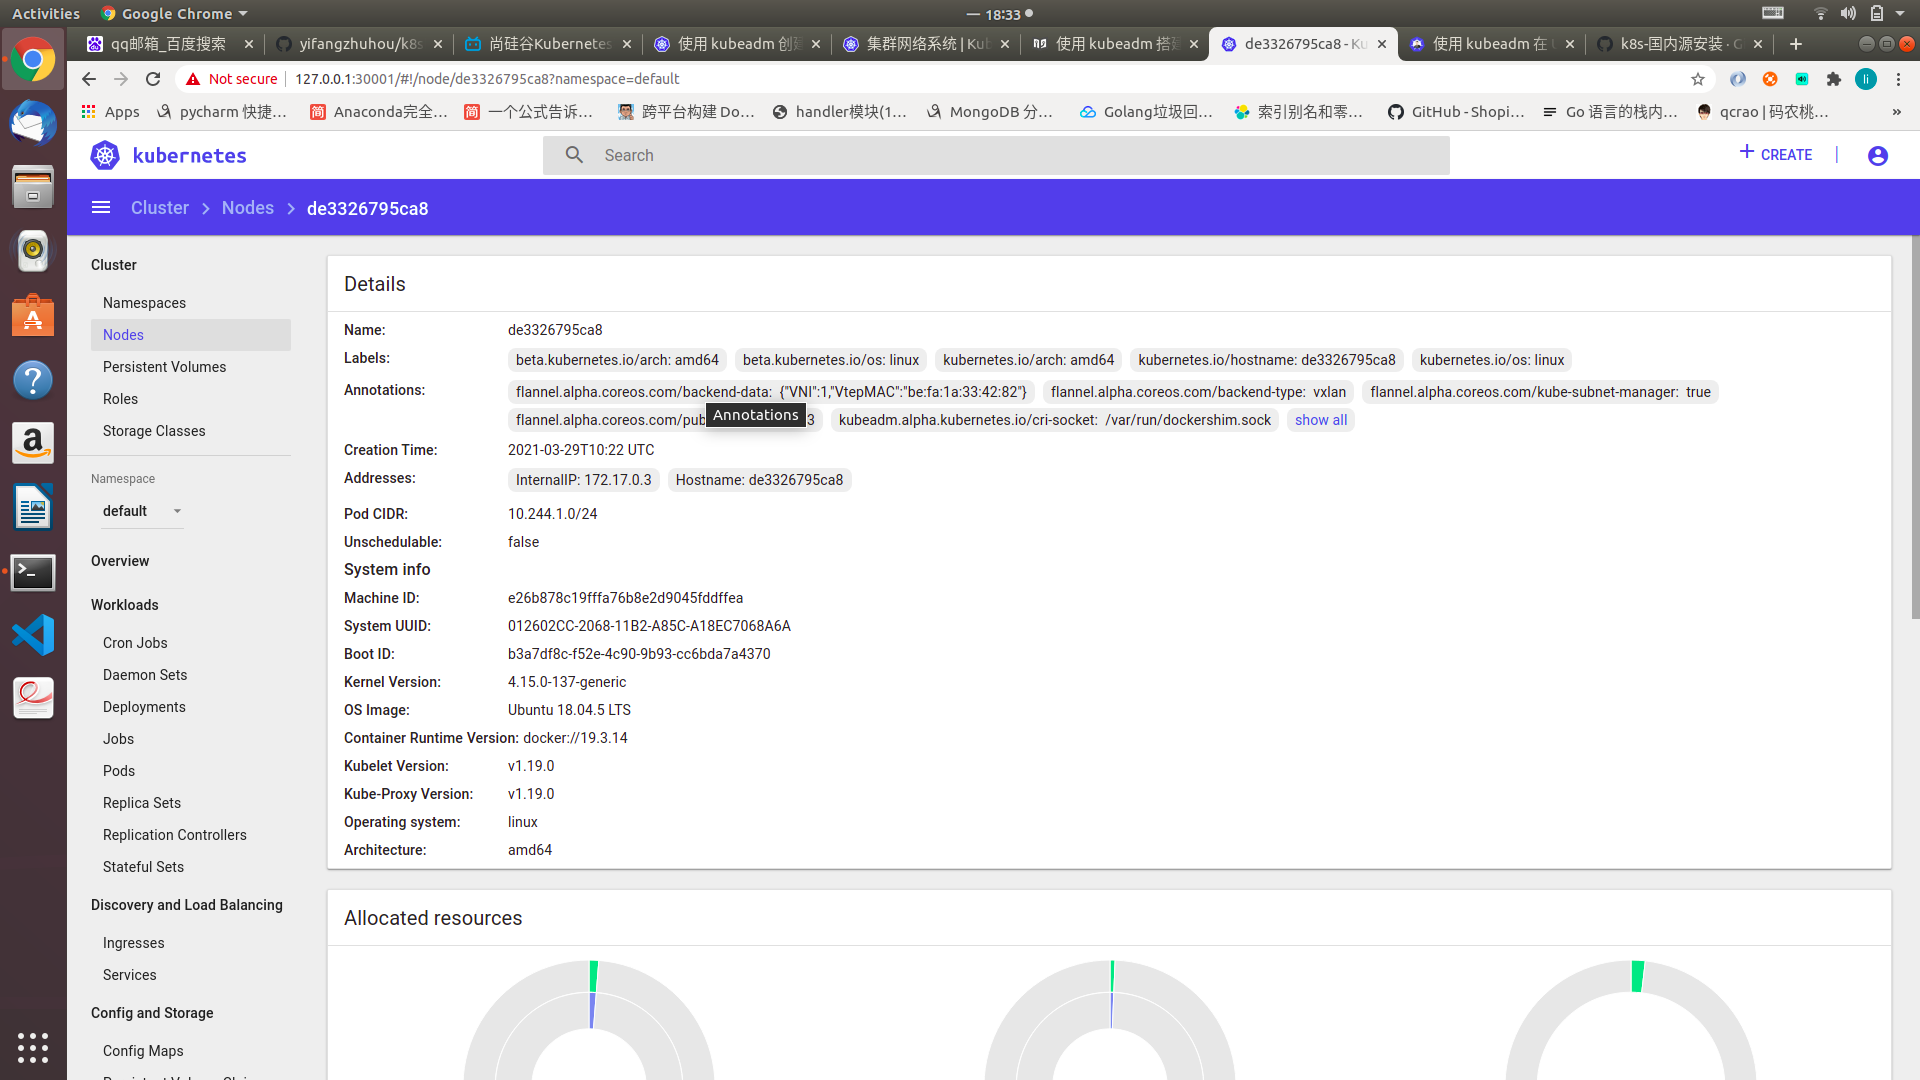 Activities
Google Chrome
18:33
qq邮箱_百度搜索
yifangzhuhou/k8s
尚硅谷Kubernetes
使用 kubeadm 创建
集群网络系统 | Kub
使用 kubeadm 搭建
de3326795ca8 - Ku
使用 kubeadm 在 U
k8s-国内源安装 · G
Not secure
127.0.0.1:30001/#!/node/de3326795ca8?namespace=default
li
Apps
pycharm 快捷...
Anaconda完全...
一个公式告诉...
跨平台构建 Do...
handler模块(1...
MongoDB 分...
Golang垃圾回...
索引别名和零...
GitHub - Shopi...
Go 语言的栈内...
qcrao | 码农桃...
»
kubernetes
Search
CREATE
Cluster
Nodes
de3326795ca8
Cluster
Namespaces
Nodes
Persistent Volumes
Roles
Storage Classes
Namespace
default
Overview
Workloads
Cron Jobs
Daemon Sets
Deployments
Jobs
Pods
Replica Sets
Replication Controllers
Stateful Sets
Discovery and Load Balancing
Ingresses
Services
Config and Storage
Config Maps
Details
Name: de3326795ca8
Labels: beta.kubernetes.io/arch: amd64 beta.kubernetes.io/os: linux kubernetes.io/arch: amd64 kubernetes.io/hostname: de3326795ca8 kubernetes.io/os: linux
Annotations: flannel.alpha.coreos.com/backend-data: {"VNI":1,"VtepMAC":"be:fa:1a:33:42:82"} flannel.alpha.coreos.com/backend-type: vxlan flannel.alpha.coreos.com/kube-subnet-manager: true
flannel.alpha.coreos.com/pub 3 kubeadm.alpha.kubernetes.io/cri-socket: /var/run/dockershim.sock show all
Annotations
Creation Time: 2021-03-29T10:22 UTC
Addresses: InternalIP: 172.17.0.3 Hostname: de3326795ca8
Pod CIDR: 10.244.1.0/24
Unschedulable: false
System info
Machine ID: e26b878c19fffa76b8e2d9045fddffea
System UUID: 012602CC-2068-11B2-A85C-A18EC7068A6A
Boot ID: b3a7df8c-f52e-4c90-9b93-cc6bda7a4370
Kernel Version: 4.15.0-137-generic
OS Image: Ubuntu 18.04.5 LTS
Container Runtime Version: docker://19.3.14
Kubelet Version: v1.19.0
Kube-Proxy Version: v1.19.0
Operating system: linux
Architecture: amd64
Allocated resources